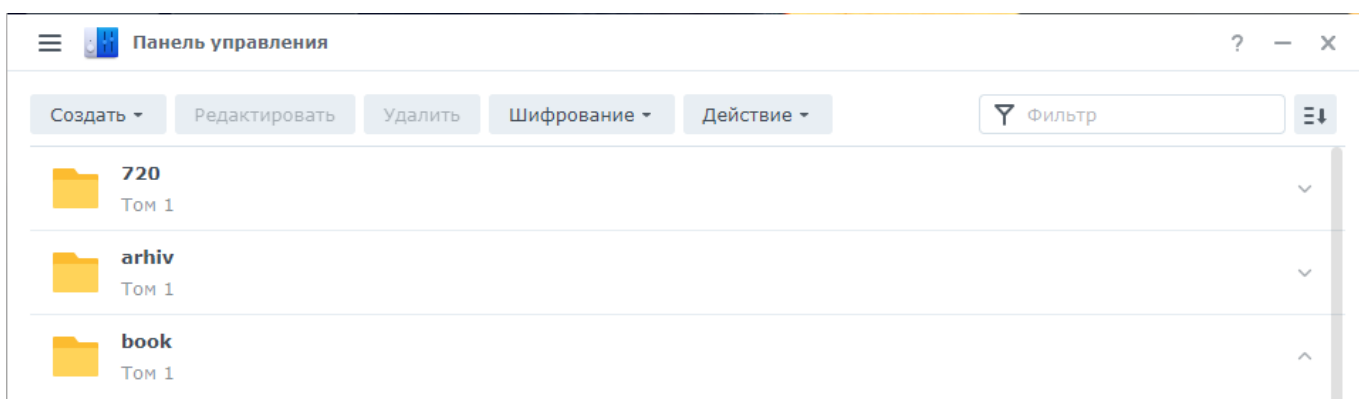 Панель управления
? 
Создать Редактировать Удалить Шифрование Действие Фильтр
720
Том 1
arhiv
Том 1
book
Том 1